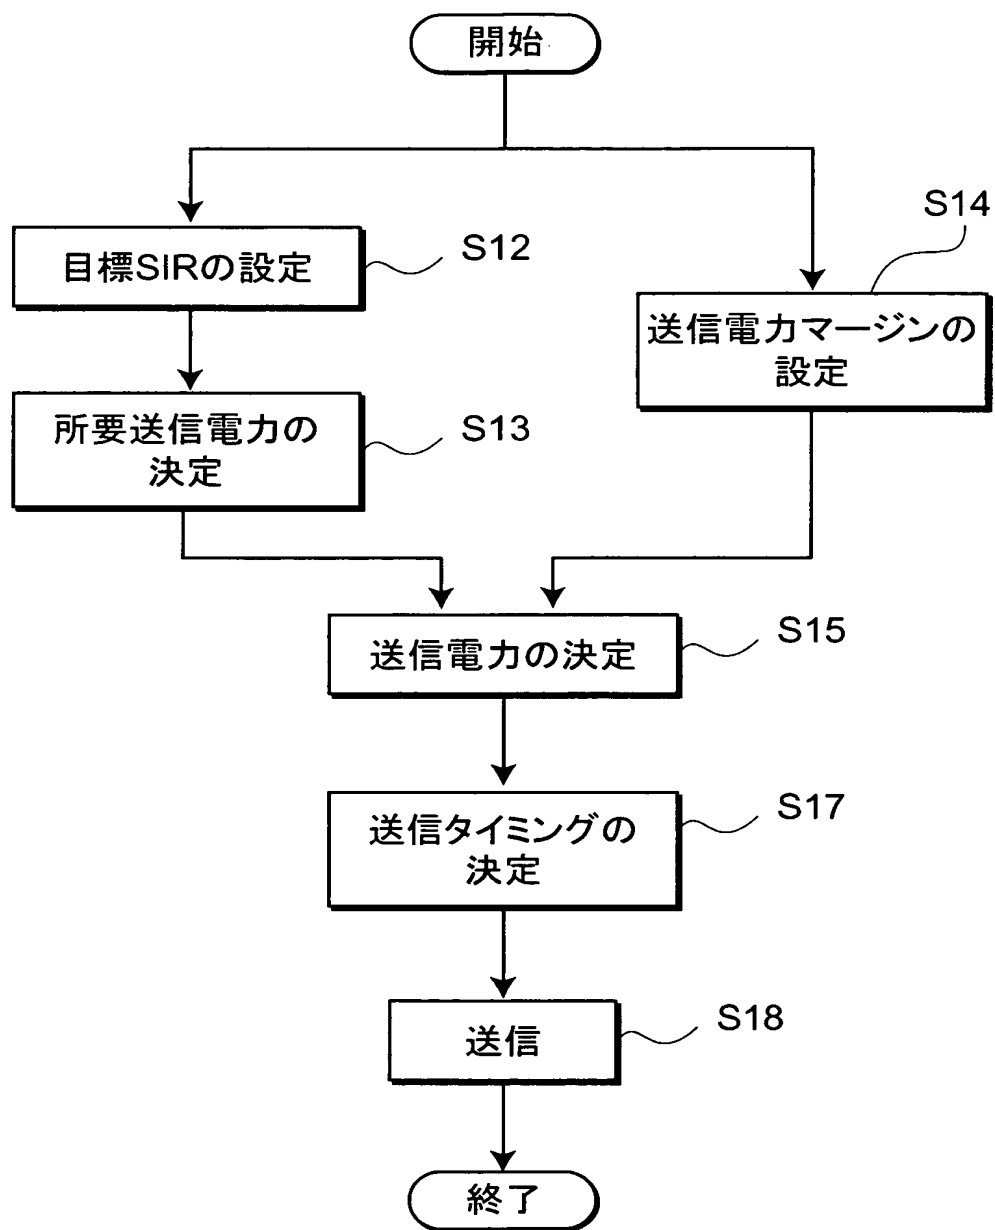 開始
目標SIRの設定
S12
S14
送信電力マージンの
設定
所要送信電力の
決定
S13
送信電力の決定
S15
送信タイミングの
決定
S17
送信
S18
終了